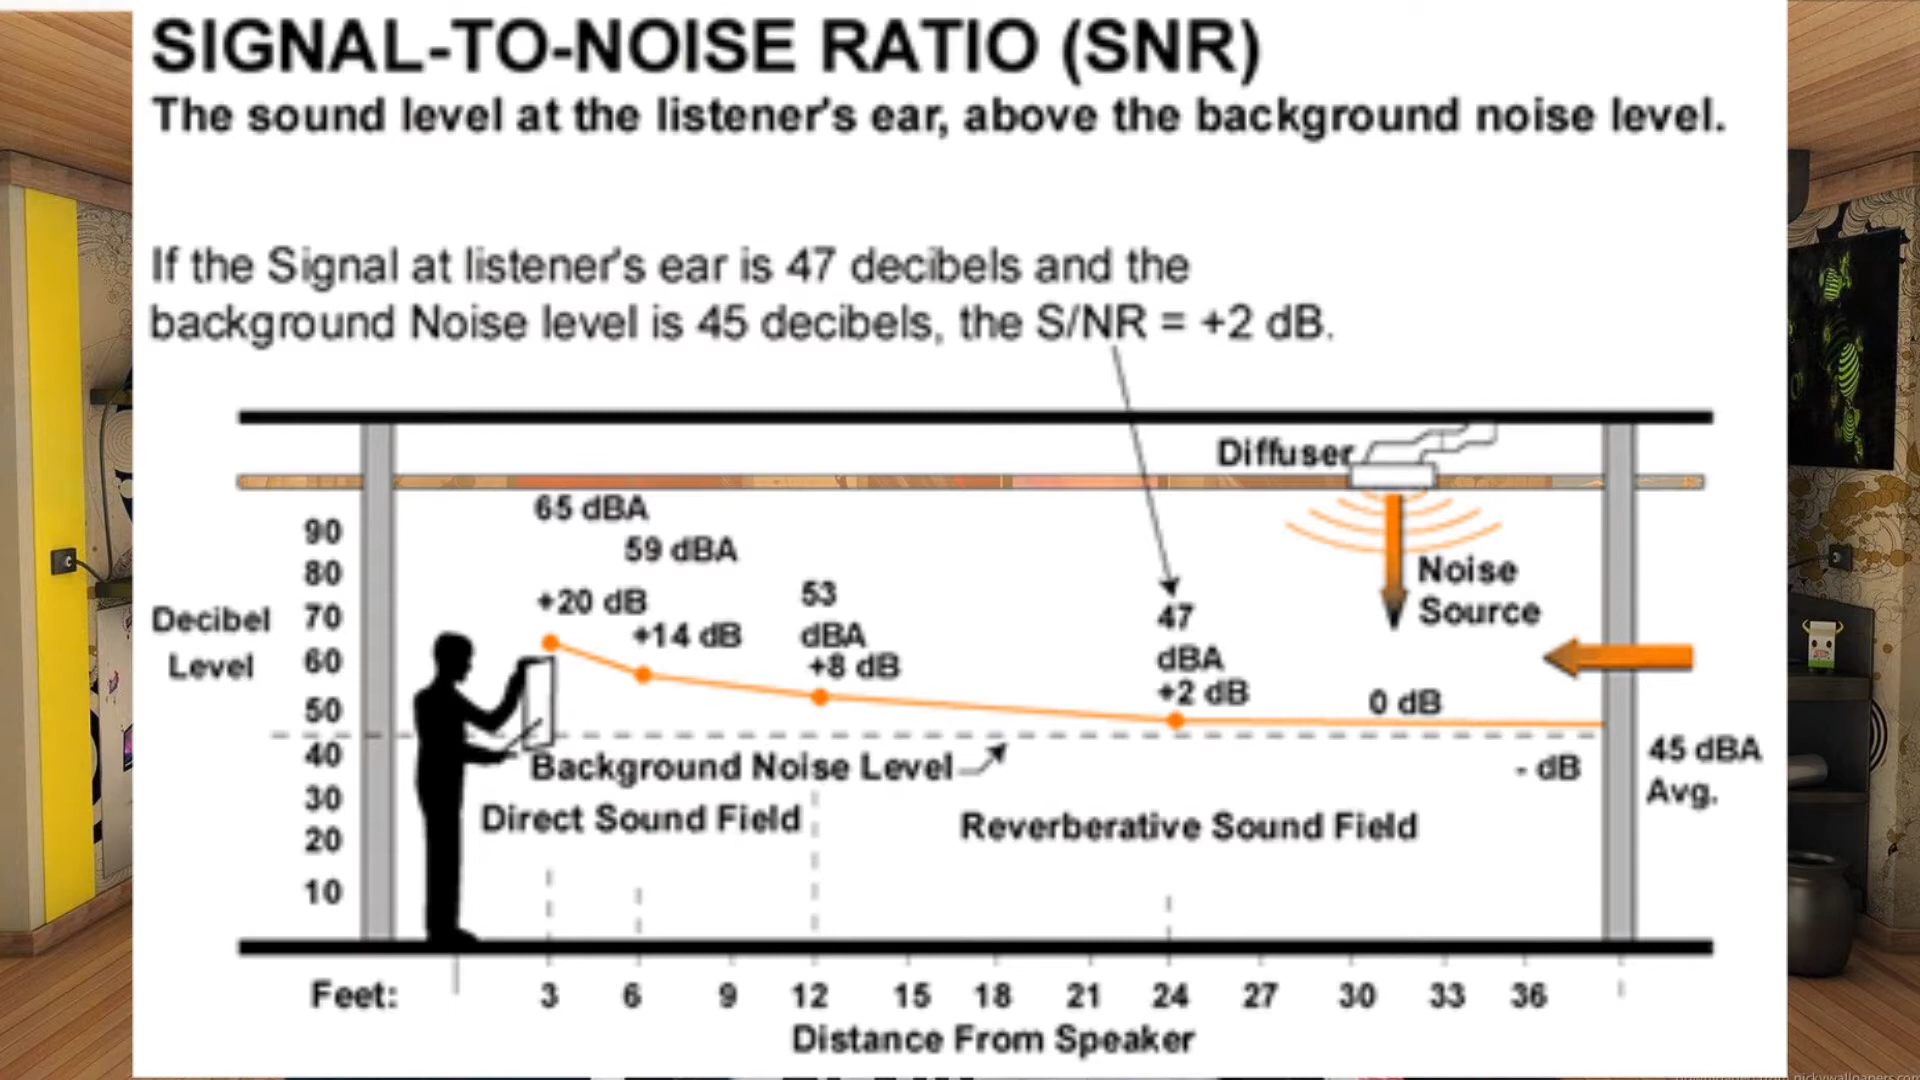 SIGNAL-TO-NOISE RATIO (SNR)
The sound level at the listener's ear, above the background noise level.
If the Signal at listener's ear is 47 decibels and the
background Noise level is 45 decibels, the S/NR = +2 dB.
Diffuser
65 dBA
59 dBA
53
dBA
47
dBA
+20 dB
+14 dB
+8 dB
+2 dB
0 dB
- dB
Noise
Source
Decibel
Level
90
80
70
60
50
40
30
20
10
Background Noise Level
45 dBA
Avg.
Direct Sound Field
Reverberative Sound Field
Feet: 3 6 9 12 15 18 21 24 27 30 33 36
Distance From Speaker